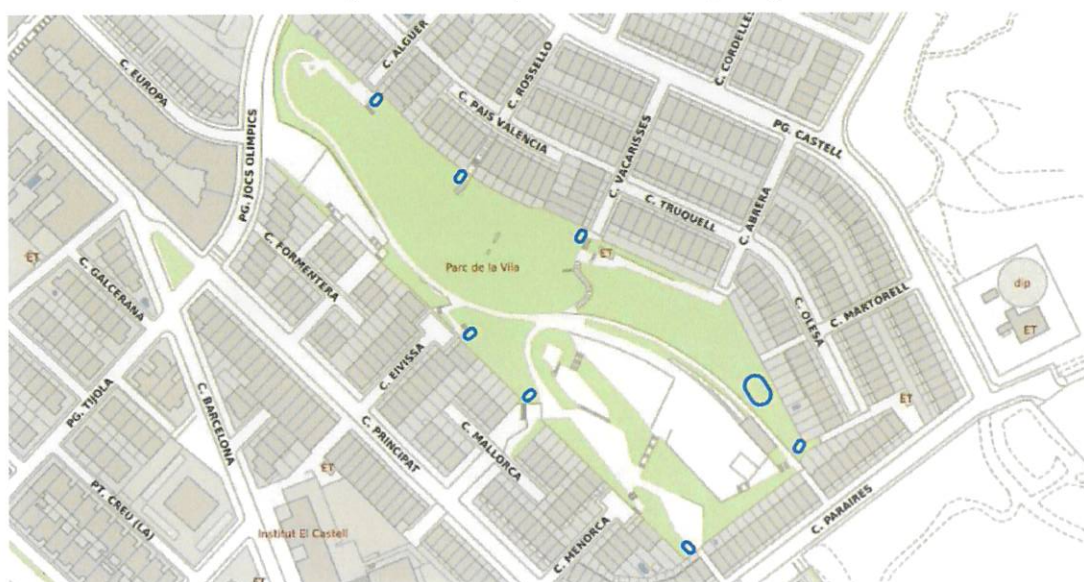 C. ALGUER
C. ROSSELLO
C. CORDELLES
C. EUROPA
C. PAIS VALENCIA
PG. CASTELL
C. VACARISSES
PG. JOCS OLIMPICS
C. TRUQUELL
C. ABRERA
ET
C. GALCERANA
C. FORMENTERA
Parc de la Vila
ET
dip
ET
C. OLESA
C. MARTORELL
C. EIVISSA
PG. TIJOLA
C. BARCELONA
C. PRINCIPAT
C. MALLORCA
ET
ET
PT. CREU (LA)
Institut El Castell
C. MENORCA
C. PARAIRES
ET